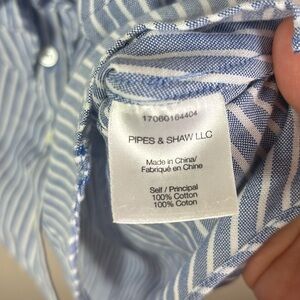 17060164404
PIPES & SHAW LLC
Made in China/
Fabriqué en Chine
Self / Principal
100% Cotton
100% Coton